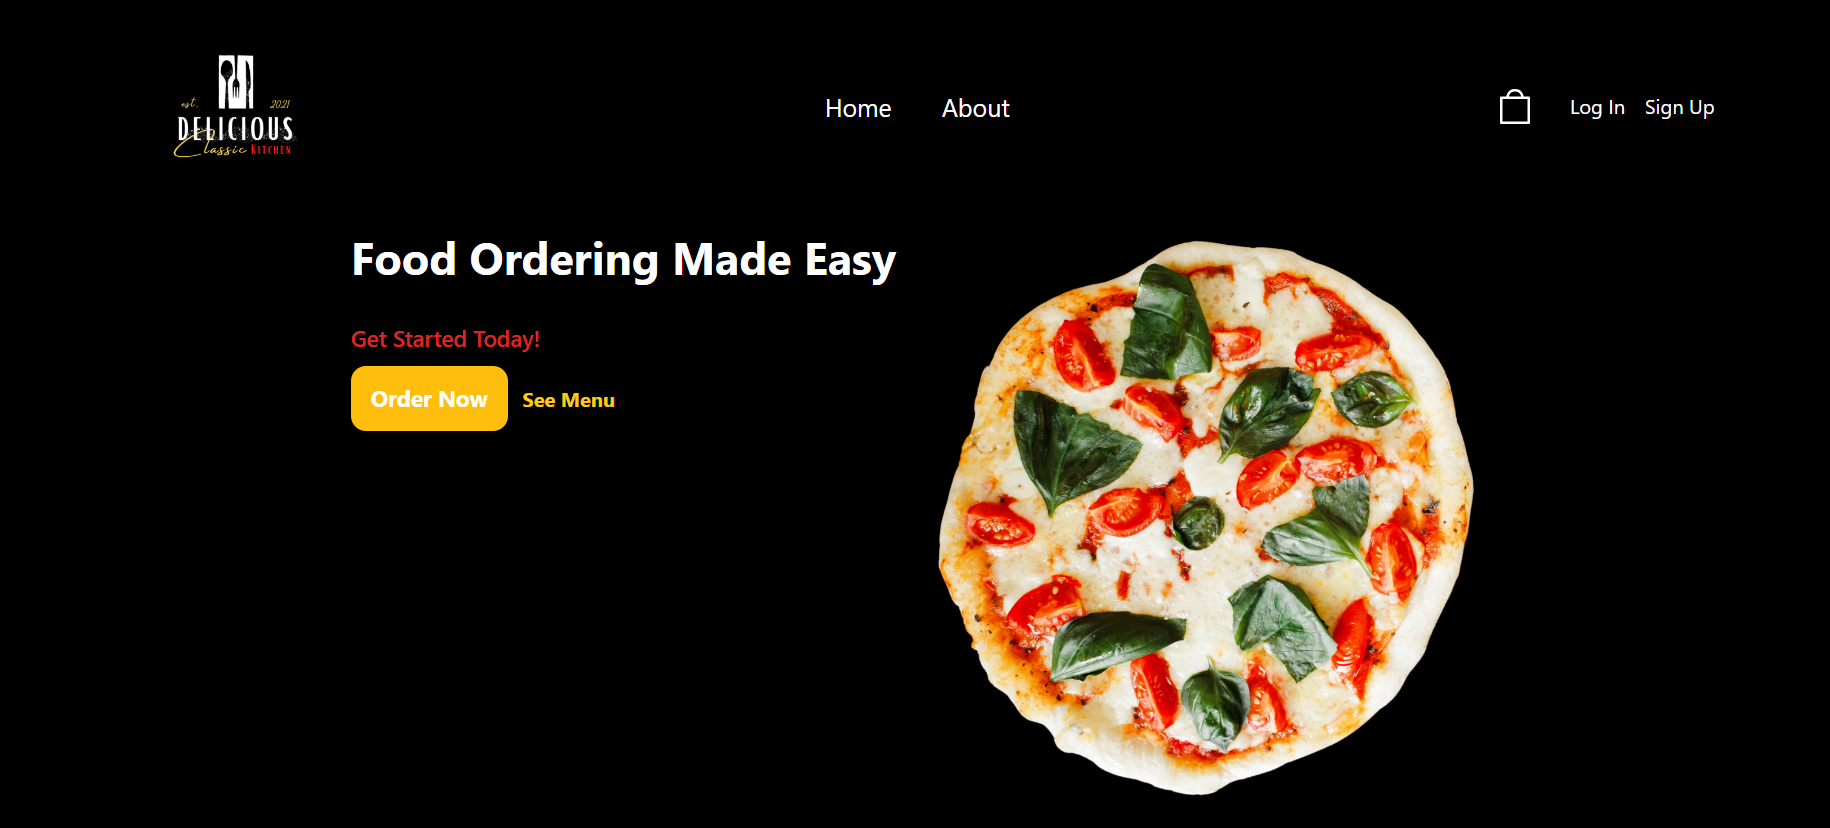 est. 2021
DELICIOUS
Classic KITCHEN
Home About
Log In Sign Up
Food Ordering Made Easy
Get Started Today!
Order Now See Menu